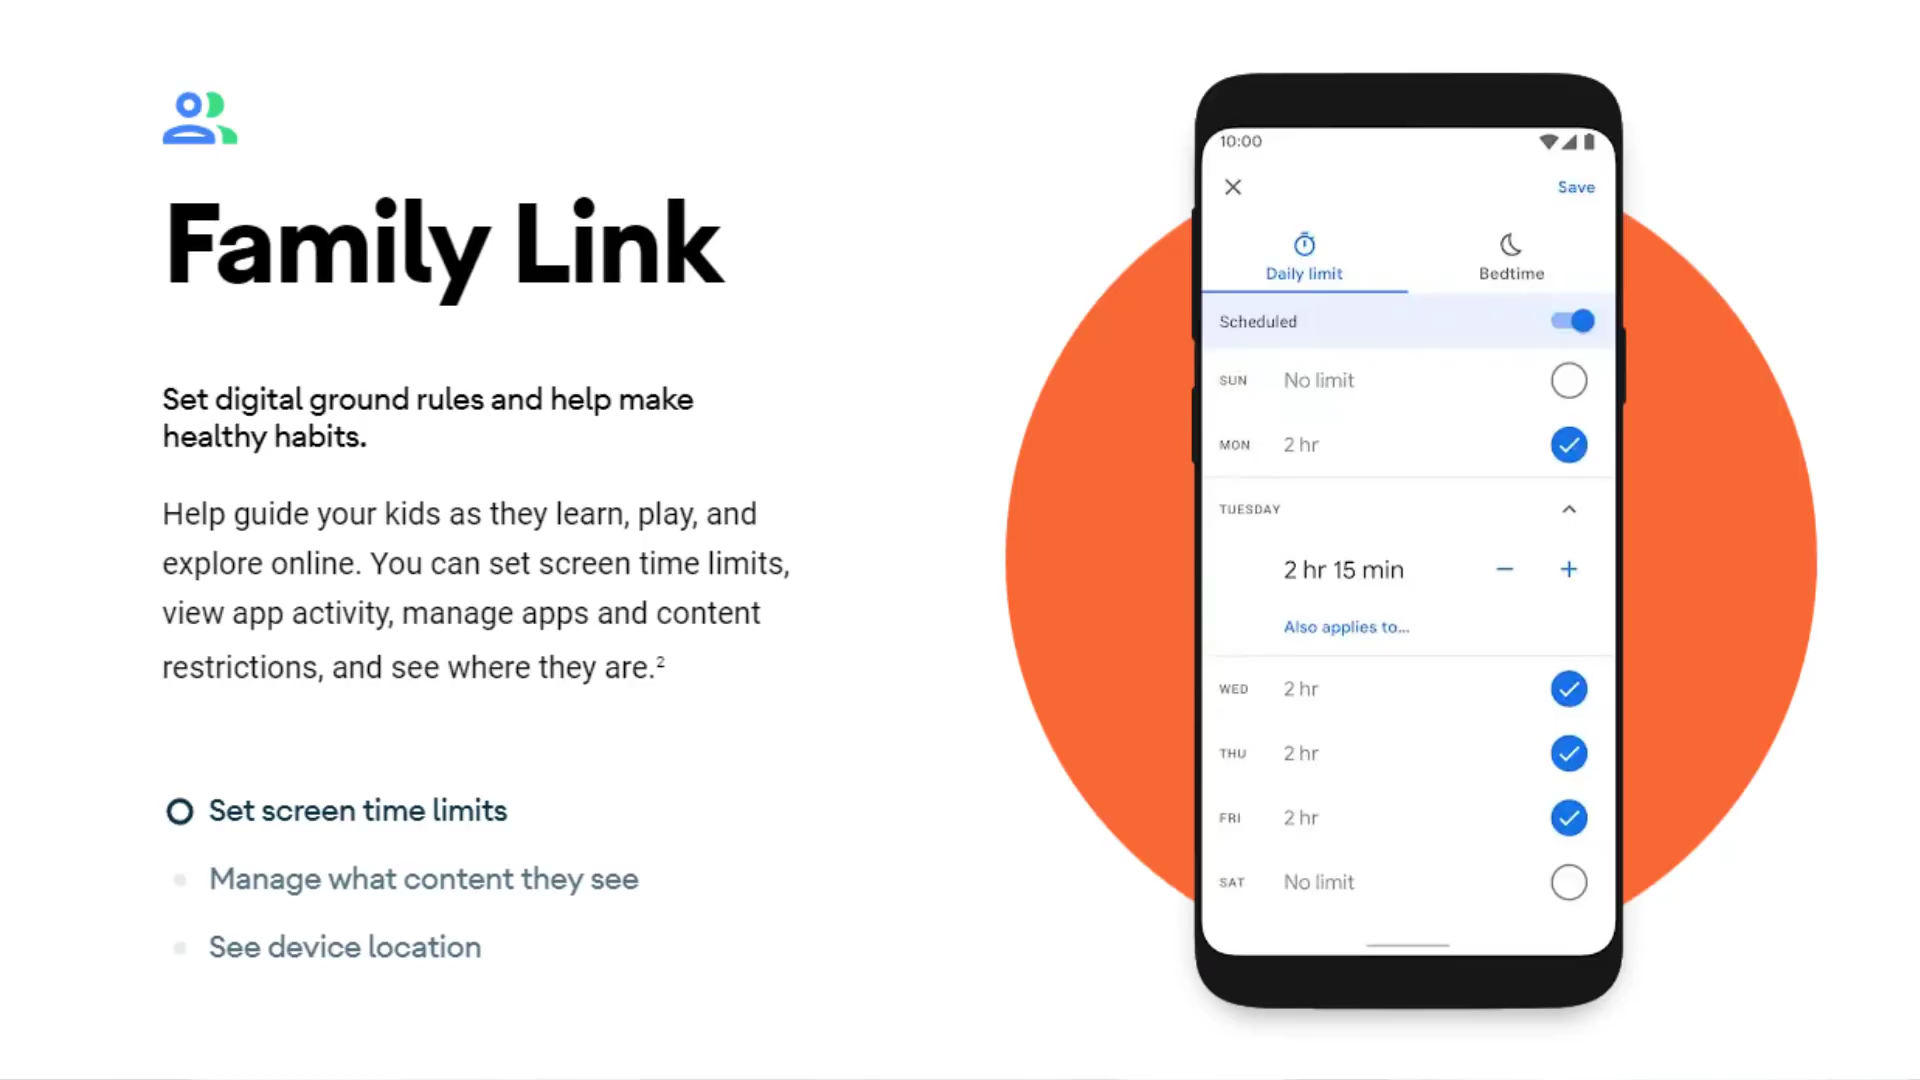 Family Link
Set digital ground rules and help make
healthy habits.
Help guide your kids as they learn, play, and
explore online. You can set screen time limits,
view app activity, manage apps and content
restrictions, and see where they are.²
Set screen time limits
Manage what content they see
See device location
10:00
Save
Daily limit
Bedtime
Scheduled
SUN No limit
MON 2 hr
TUESDAY
2 hr 15 min
Also applies to...
WED 2 hr
THU 2 hr
FRI 2 hr
SAT No limit